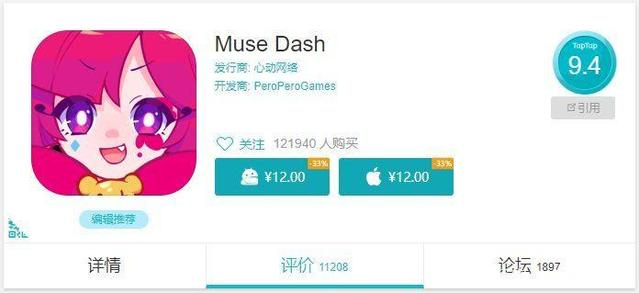 Muse Dash
发行商: 心动网络
开发商: PeroPeroGames
TapTap
9.4
引用
关注 121940 人购买
-33%
¥12.00
-33%
¥12.00
编辑推荐
详情
评价 11208
论坛 1897